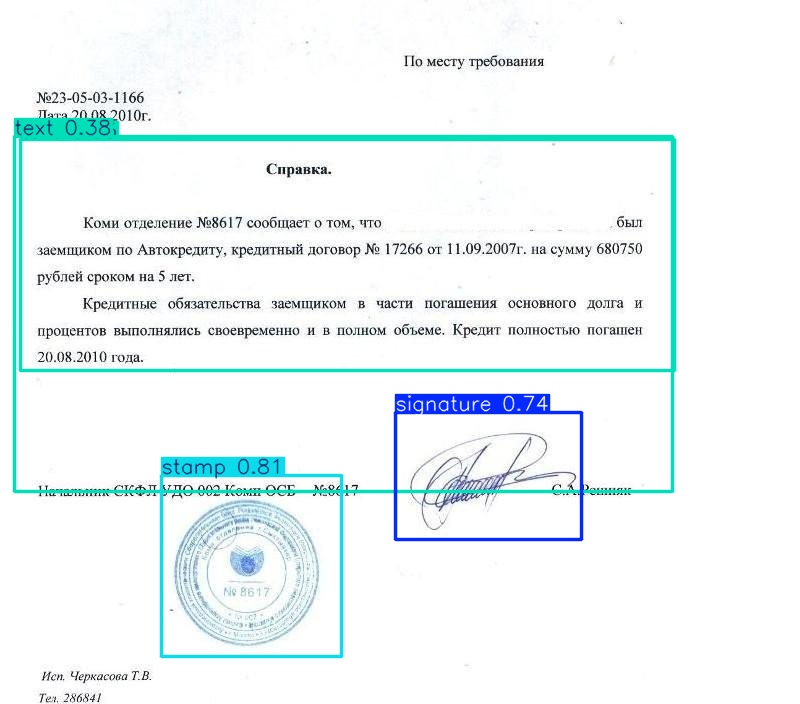 По месту требования
№23-05-03-1166
Дата 20.08.2010г.
text 0.38
Справка.
Коми отделение №8617 сообщает о том, что был
заемщиком по Автокредиту, кредитный договор № 17266 от 11.09.2007г. на сумму 680750
рублей сроком на 5 лет.
Кредитные обязательства заемщиком в части погашения основного долга и
процентов выполнялись своевременно и в полном объеме. Кредит полностью погашен
20.08.2010 года.
signature 0.74
stamp 0.81
Начальник СКФЛ УДО 002 Коми ОСБ №8617
№ 8617
Исп. Черкасова Т.В.
Тел. 286841